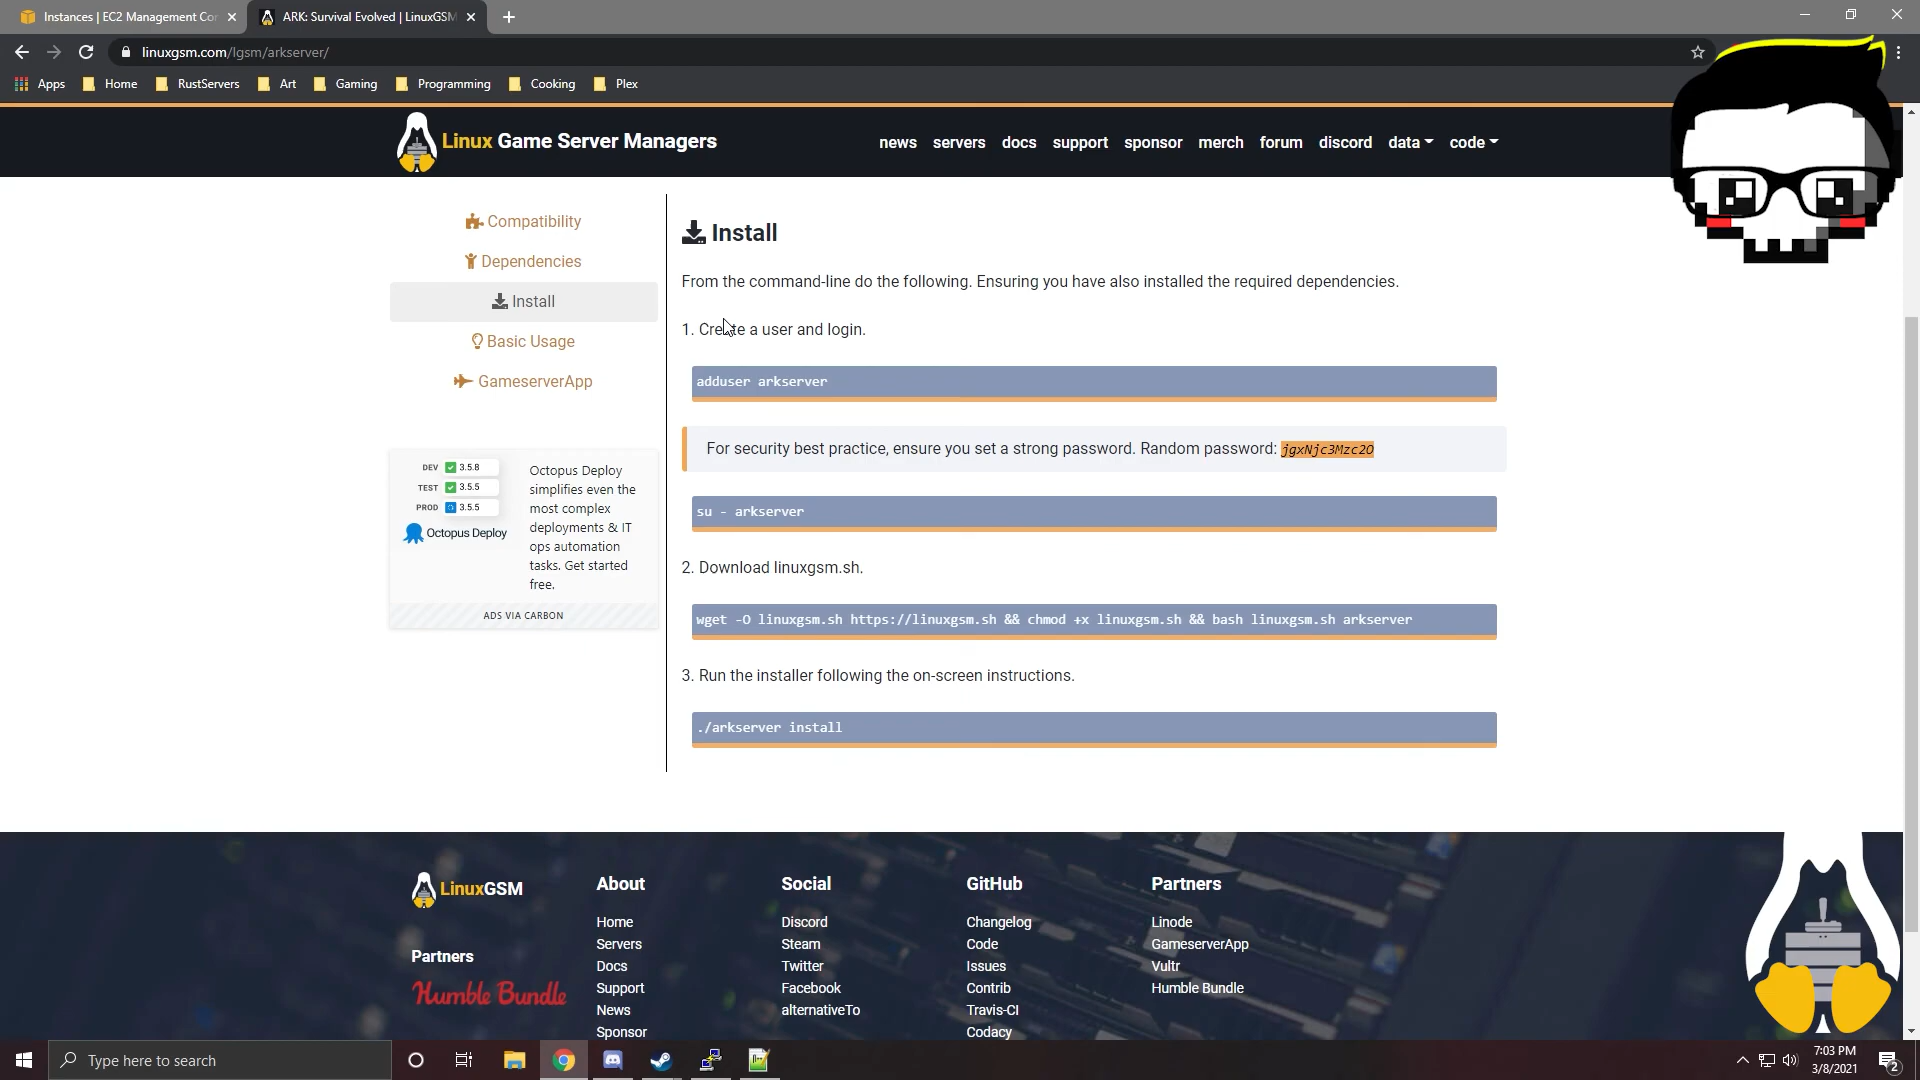 Instances | EC2 Management Con
ARK: Survival Evolved | LinuxGSM
linuxgsm.com/lgsm/arkserver/
Apps
Home
RustServers
Art
Gaming
Programming
Cooking
Plex
Linux Game Server Managers
news
servers
docs
support
sponsor
merch
forum
discord
data
code
Compatibility
Dependencies
Install
Basic Usage
GameserverApp
DEV 3.5.8
TEST 3.5.5
PROD 3.5.5
Octopus Deploy
Octopus Deploy
simplifies even the
most complex
deployments & IT
ops automation
tasks. Get started
free.
ADS VIA CARBON
Install
From the command-line do the following. Ensuring you have also installed the required dependencies.
1. Create a user and login.
adduser arkserver
For security best practice, ensure you set a strong password. Random password: jgxNjc3Mzc2O
su - arkserver
2. Download linuxgsm.sh.
wget -O linuxgsm.sh https://linuxgsm.sh && chmod +x linuxgsm.sh && bash linuxgsm.sh arkserver
3. Run the installer following the on-screen instructions.
./arkserver install
LinuxGSM
Partners
Humble Bundle
About
Home
Servers
Docs
Support
News
Sponsor
Social
Discord
Steam
Twitter
Facebook
alternativeTo
GitHub
Changelog
Code
Issues
Contrib
Travis-CI
Codacy
Partners
Linode
GameserverApp
Vultr
Humble Bundle
Type here to search
7:03 PM
3/8/2021
2